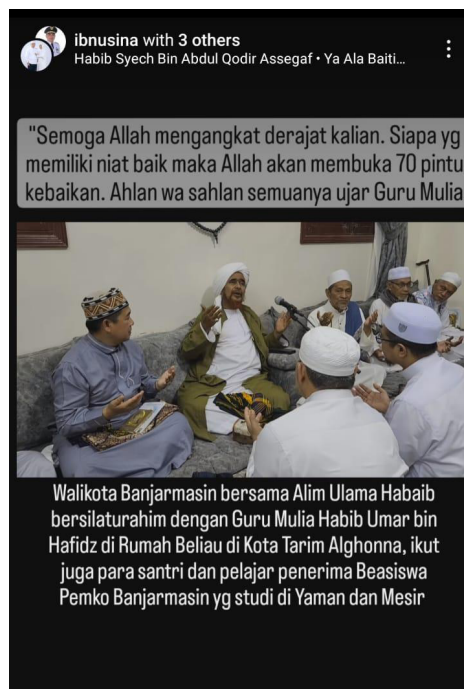 ibnusina with 3 others
Habib Syech Bin Abdul Qodir Assegaf • Ya Ala Baiti...
"Semoga Allah mengangkat derajat kalian. Siapa yg
memiliki niat baik maka Allah akan membuka 70 pintu
kebaikan. Ahlan wa sahlan semuanya ujar Guru Mulia
Walikota Banjarmasin bersama Alim Ulama Habaib
bersilaturahim dengan Guru Mulia Habib Umar bin
Hafidz di Rumah Beliau di Kota Tarim Alghonna, ikut
juga para santri dan pelajar penerima Beasiswa
Pemko Banjarmasin yg studi di Yaman dan Mesir